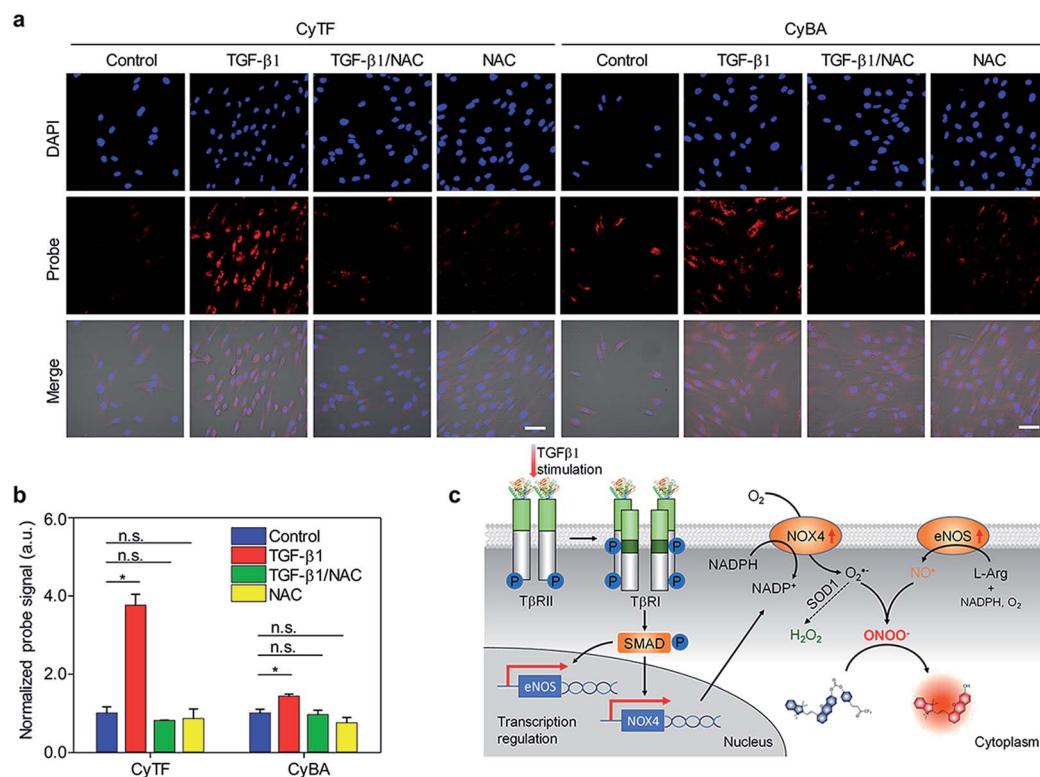 a
CyTF CyBA
Control TGF-β1 TGF-β1/NAC NAC Control TGF-β1 TGF-β1/NAC NAC
DAPI
Probe
Merge
b
Normalized probe signal (a.u.)
6.0
4.0
2.0
0.0
n.s.
n.s.
*
n.s.
n.s.
*
Control
TGF-β1
TGF-β1/NAC
NAC
CyTF CyBA
c
TGFβ1
stimulation
P P P P P P
TβRII TβRI
SMAD P
eNOS
NOX4
Transcription
regulation
Nucleus
O₂
NOX4 eNOS
NADPH
NADP⁺
O₂•⁻
SOD1
H₂O₂
NO•
L-Arg
+
NADPH, O₂
ONOO⁻
Cytoplasm